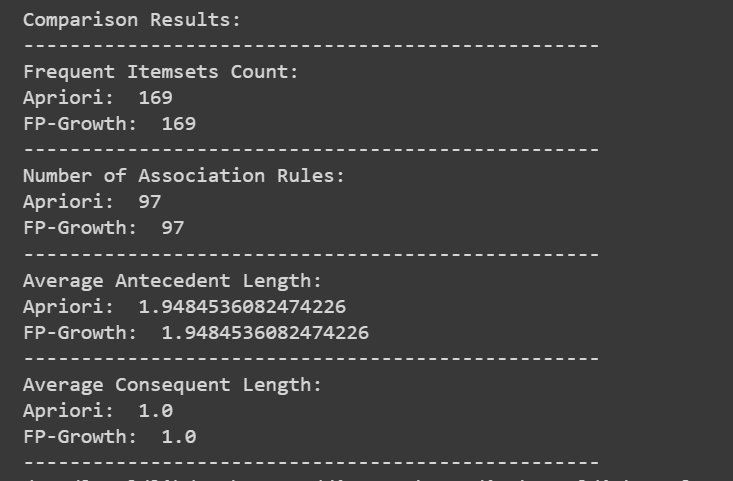 Comparison Results:
--------------------------------------------------
Frequent Itemsets Count:
Apriori:  169
FP-Growth:  169
--------------------------------------------------
Number of Association Rules:
Apriori:  97
FP-Growth:  97
--------------------------------------------------
Average Antecedent Length:
Apriori:  1.9484536082474226
FP-Growth:  1.9484536082474226
--------------------------------------------------
Average Consequent Length:
Apriori:  1.0
FP-Growth:  1.0
--------------------------------------------------